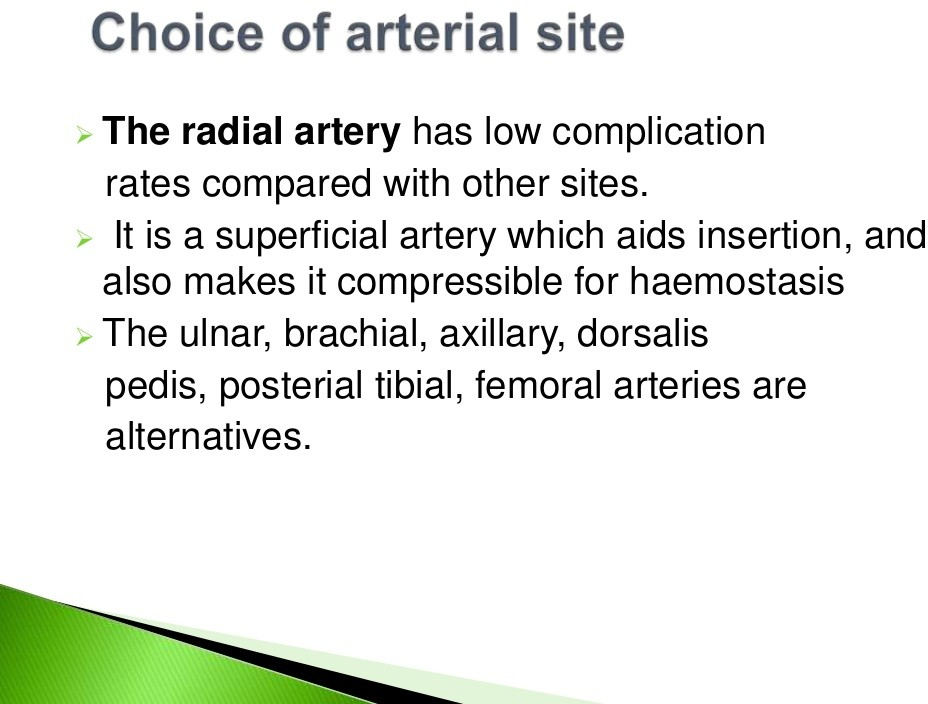 Choice of arterial site
The radial artery has low complication
rates compared with other sites.
It is a superficial artery which aids insertion, and
also makes it compressible for haemostasis
The ulnar, brachial, axillary, dorsalis
pedis, posterial tibial, femoral arteries are
alternatives.